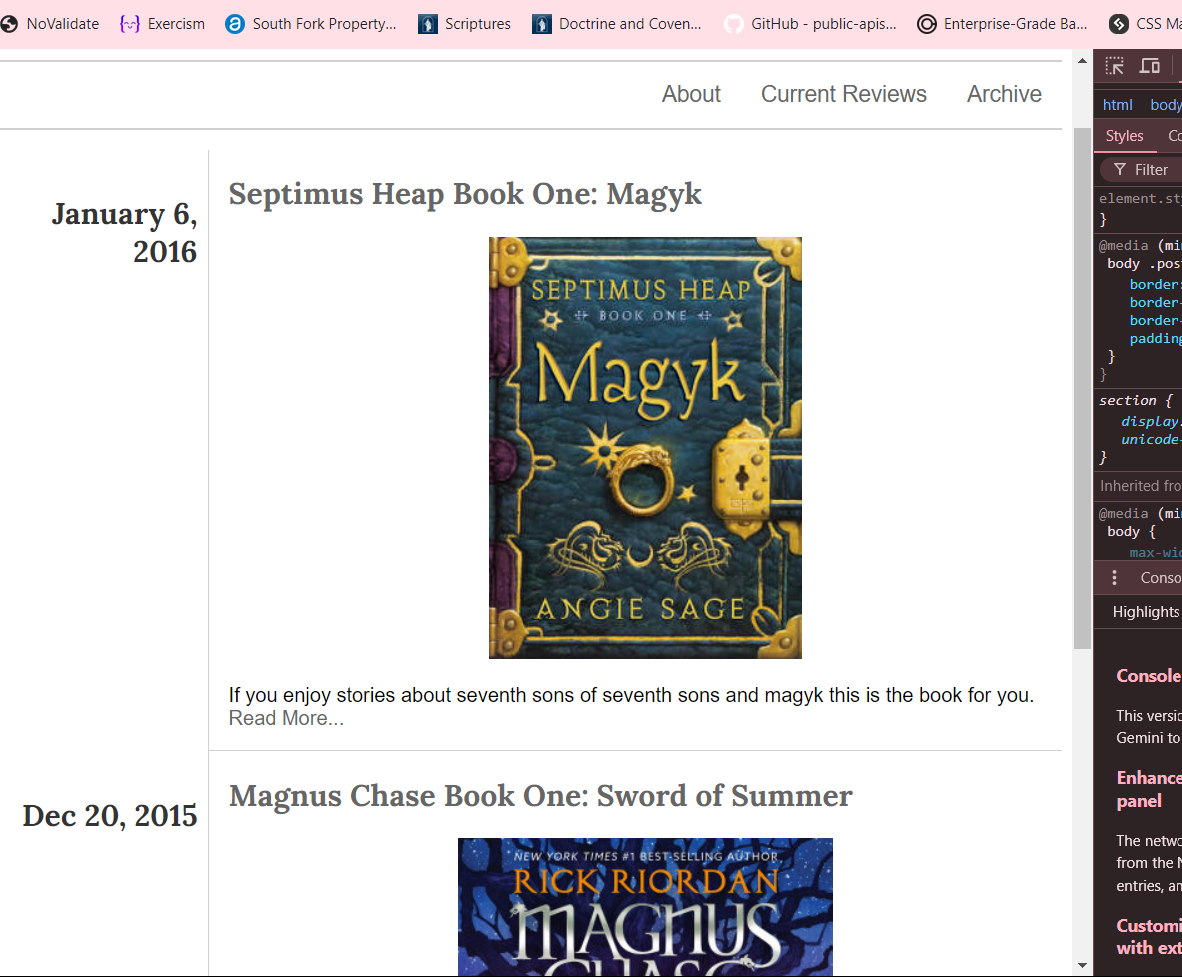 NoValidate Exercism South Fork Property... Scriptures Doctrine and Coven... GitHub - public-apis... Enterprise-Grade Ba... CSS Ma
About Current Reviews Archive
January 6,
2016
Septimus Heap Book One: Magyk
SEPTIMUS HEAP
BOOK ONE
Magyk
ANGIE SAGE
If you enjoy stories about seventh sons of seventh sons and magyk this is the book for you.
Read More...
Dec 20, 2015
Magnus Chase Book One: Sword of Summer
NEW YORK TIMES #1 BEST-SELLING AUTHOR
RICK RIORDAN
MAGNUS
CHASE
html body
Styles Co
Filter
element.sty
}
@media (min
body .post
border:
border-
border-
padding
}
}
section {
display:
unicode-
}
Inherited fro
@media (min
body {
max-wid
Conso
Highlights
Console
This versio
Gemini to
Enhance
panel
The netwo
from the N
entries, an
Customi
with ext